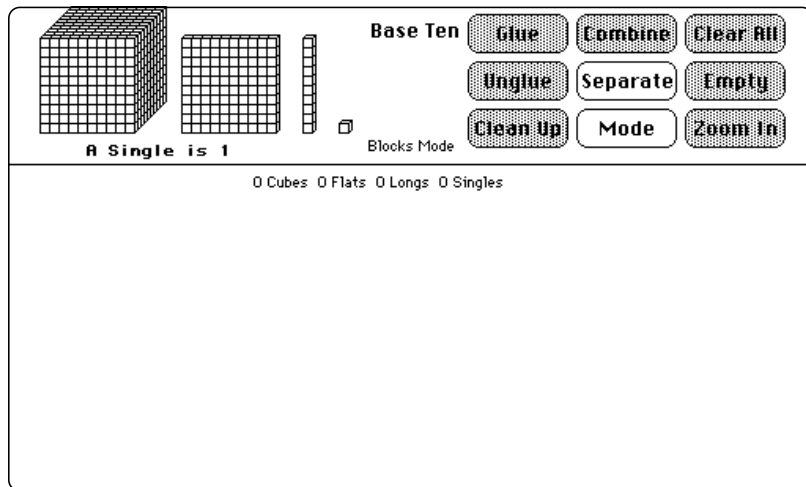 Base Ten
Glue Combine Clear All
Unglue Separate Empty
Clean Up Mode Zoom In
A Single is 1
Blocks Mode
0 Cubes 0 Flats 0 Longs 0 Singles